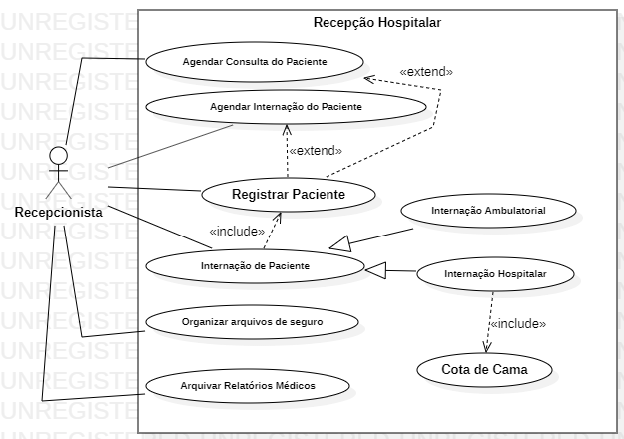 Recepção Hospitalar
Agendar Consulta do Paciente
«extend»
Agendar Internação do Paciente
«extend»
Registrar Paciente
Recepcionista
Internação Ambulatorial
«include»
Internação de Paciente
Internação Hospitalar
Organizar arquivos de seguro
«include»
Cota de Cama
Arquivar Relatórios Médicos
UNREGISTE
UNREGISTE
UNREGISTE
UNREGISTE
UNREGISTE
UNREGISTE
UNREGISTE
UNREGISTE
UNREGISTE
UNREGISTE
UNREGISTE
UNREGISTE
UNREGISTE